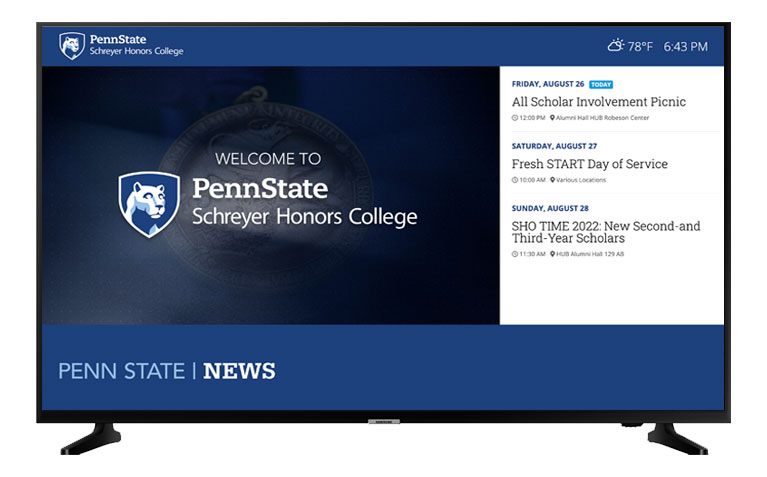 PennState
Schreyer Honors College
78°F 6:43 PM
WELCOME TO
PennState
Schreyer Honors College
FRIDAY, AUGUST 26 TODAY
All Scholar Involvement Picnic
12:00 PM Alumni Hall HUB Robeson Center
SATURDAY, AUGUST 27
Fresh START Day of Service
10:00 AM Various Locations
SUNDAY, AUGUST 28
SHO TIME 2022: New Second-and
Third-Year Scholars
11:30 AM HUB Alumni Hall 129 AB
PENN STATE | NEWS
SAMSUNG